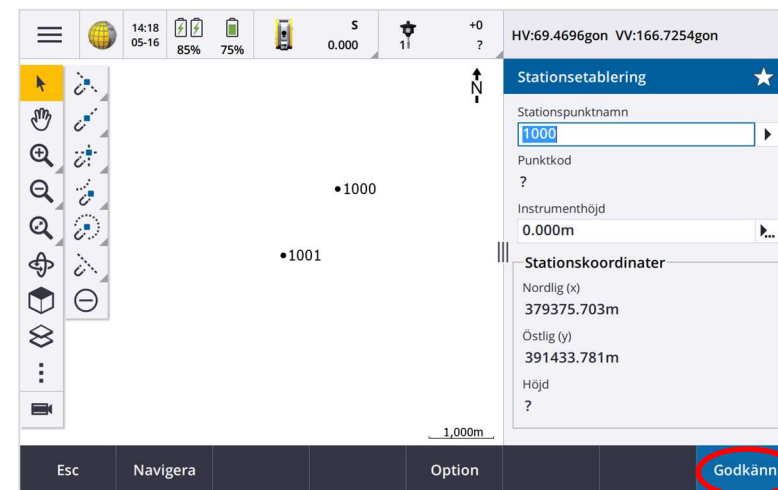 14:18
05-16
85%
75%
S
0.000
1
+0
?
HV:69.4696gon VV:166.7254gon
N
Stationsetablering
Stationspunktnamn
1000
Punktkod
?
Instrumenthöjd
0.000m
Stationskoordinater
Nordlig (x)
379375.703m
Östlig (y)
391433.781m
Höjd
?
1000
1001
1,000m
Esc
Navigera
Option
Godkänn